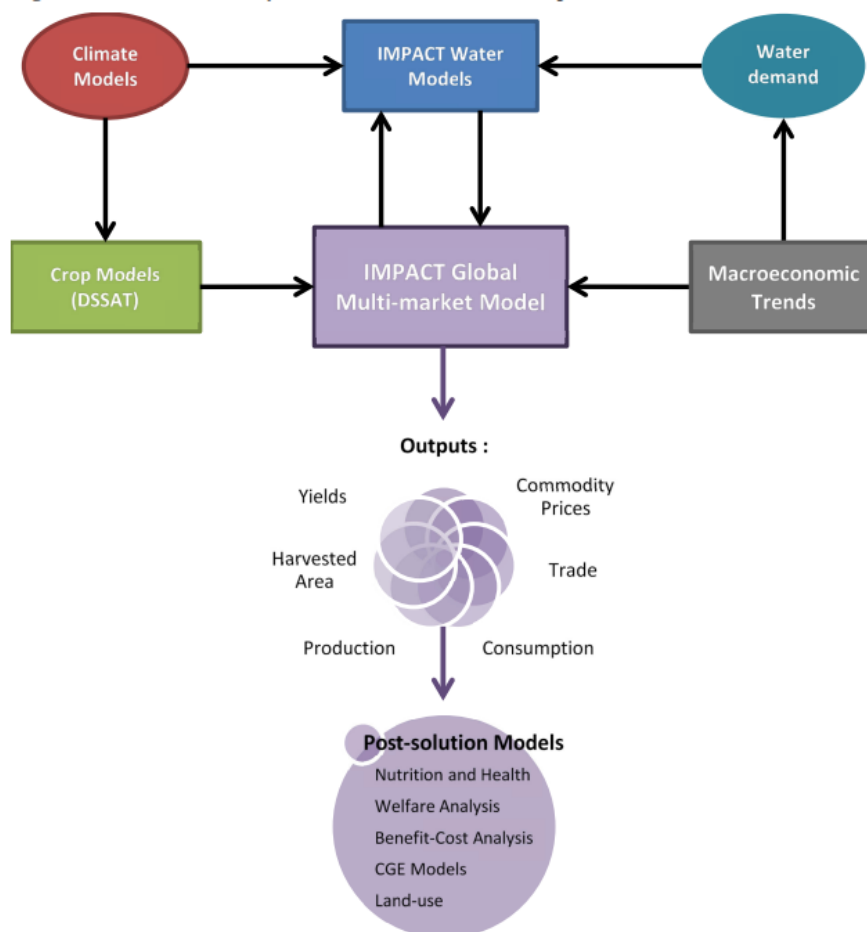 Climate
Models
IMPACT Water
Models
Water
demand
Crop Models
(DSSAT)
IMPACT Global
Multi-market Model
Macroeconomic
Trends
Outputs :
Yields
Commodity
Prices
Harvested
Area
Trade
Production
Consumption
Post-solution Models
Nutrition and Health
Welfare Analysis
Benefit-Cost Analysis
CGE Models
Land-use